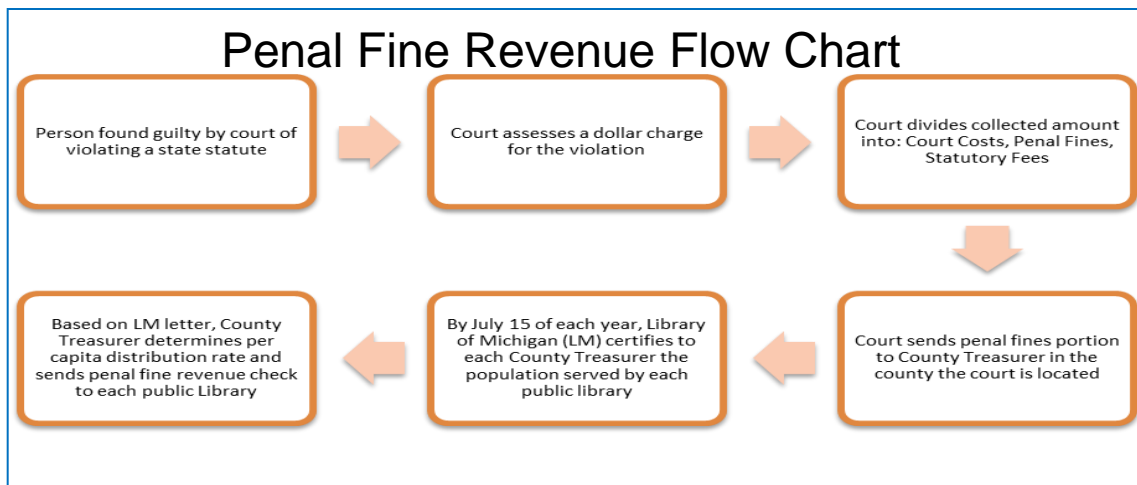 Penal Fine Revenue Flow Chart
Person found guilty by court of
violating a state statute
Court assesses a dollar charge
for the violation
Court divides collected amount
into: Court Costs, Penal Fines,
Statutory Fees
Court sends penal fines portion
to County Treasurer in the
county the court is located
By July 15 of each year, Library
of Michigan (LM) certifies to
each County Treasurer the
population served by each
public library
Based on LM letter, County
Treasurer determines per
capita distribution rate and
sends penal fine revenue check
to each public Library